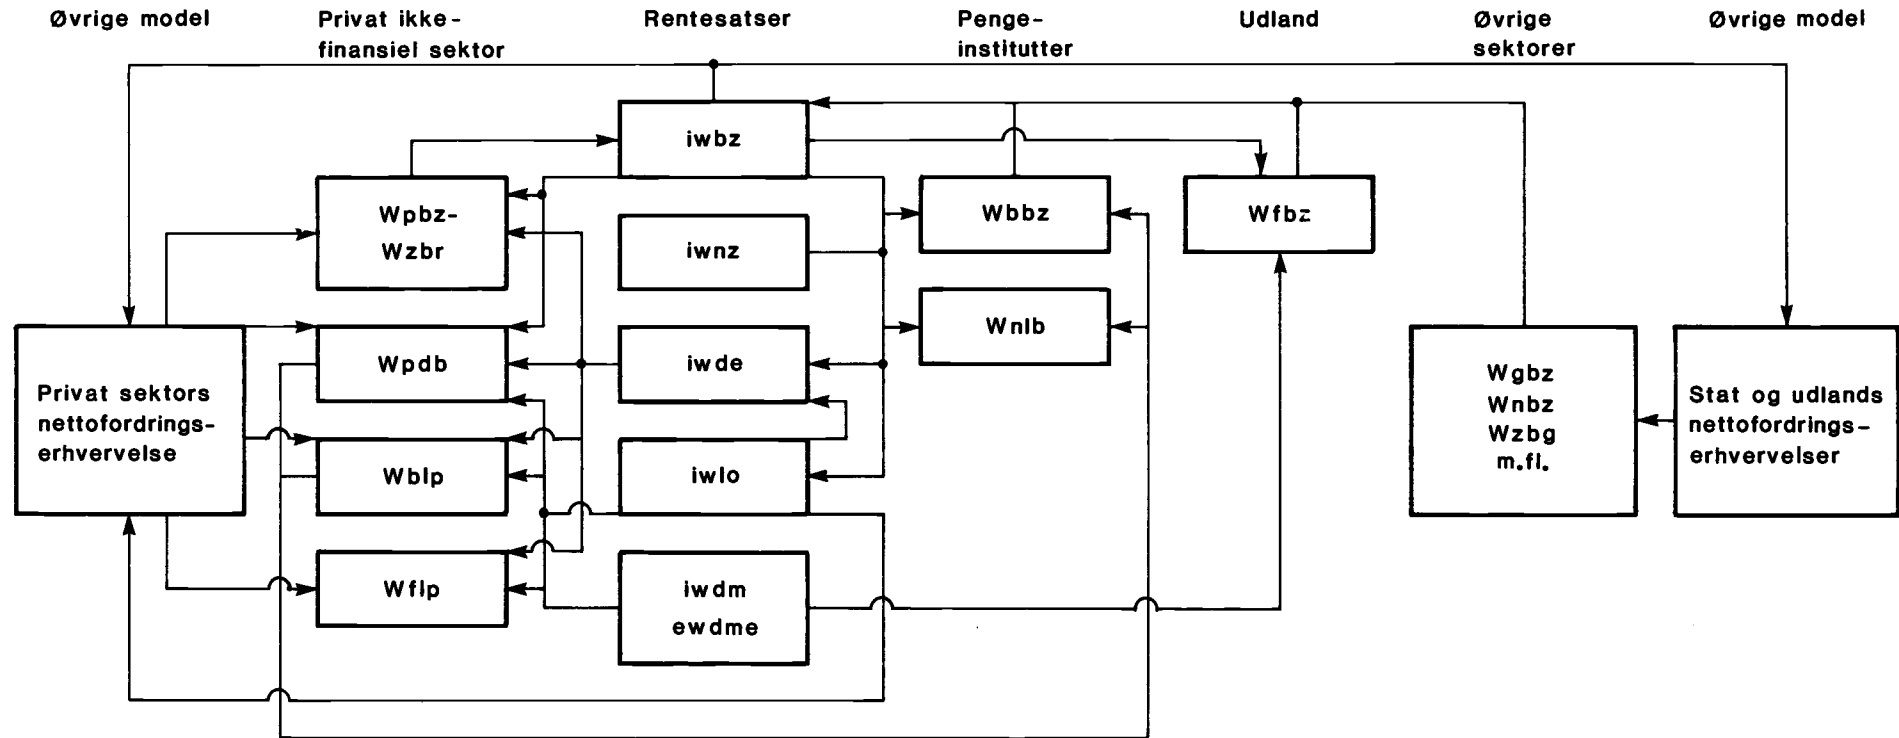 Øvrige model
Privat ikke-
finansiel sektor
Rentesatser
Penge-
institutter
Udland
Øvrige
sektorer
Øvrige model
iwbz
Wpbz-
Wzbr
Wbbz
Wfbz
iwnz
Wnlb
Privat sektors
nettofordrings-
erhvervelse
Wpdb
iwde
Wgbz
Wnbz
Wzbg
m.fl.
Stat og udlands
nettofordrings-
erhvervelser
Wblp
iwlo
Wflp
iwdm
ewdme